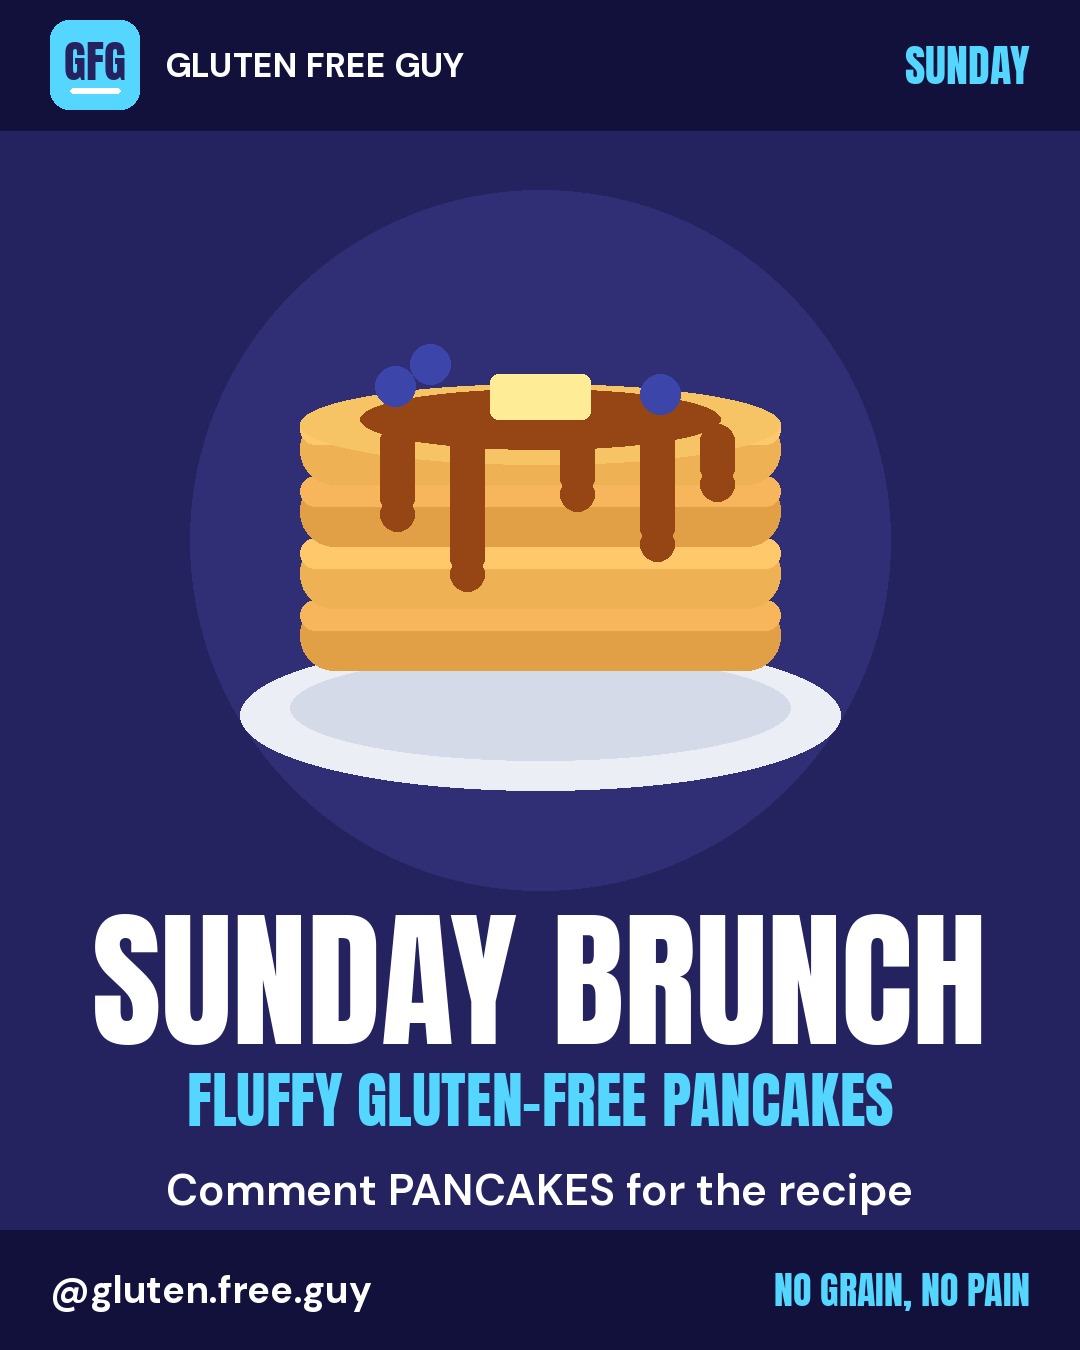 GFG
GLUTEN FREE GUY
SUNDAY
SUNDAY BRUNCH
FLUFFY GLUTEN-FREE PANCAKES
Comment PANCAKES for the recipe
@gluten.free.guy
NO GRAIN, NO PAIN